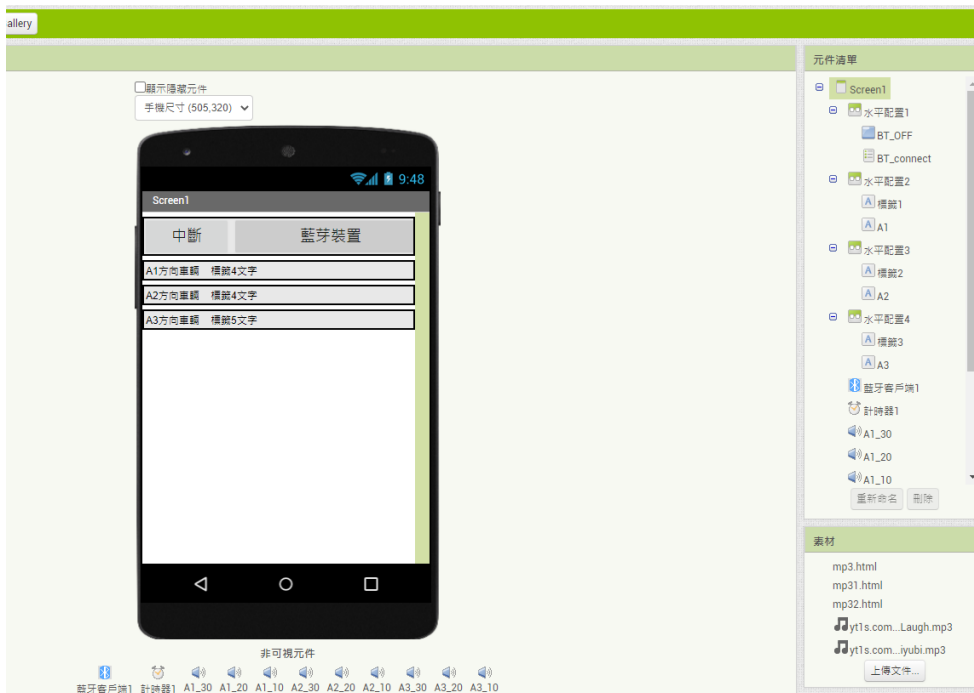 allery
顯示隱藏元件
手機尺寸 (505,320)
9:48
Screen1
中斷 藍芽裝置
A1方向車輛 標籤4文字
A2方向車輛 標籤4文字
A3方向車輛 標籤5文字
非可視元件
藍牙客戶端1 計時器1 A1_30 A1_20 A1_10 A2_30 A2_20 A2_10 A3_30 A3_20 A3_10
元件清單
Screen1
水平配置1
BT_OFF
BT_connect
水平配置2
標籤1
A1
水平配置3
標籤2
A2
水平配置4
標籤3
A3
藍牙客戶端1
計時器1
A1_30
A1_20
A1_10
重新命名 刪除
素材
mp3.html
mp31.html
mp32.html
yt1s.com...Laugh.mp3
yt1s.com...iyubi.mp3
上傳文件...